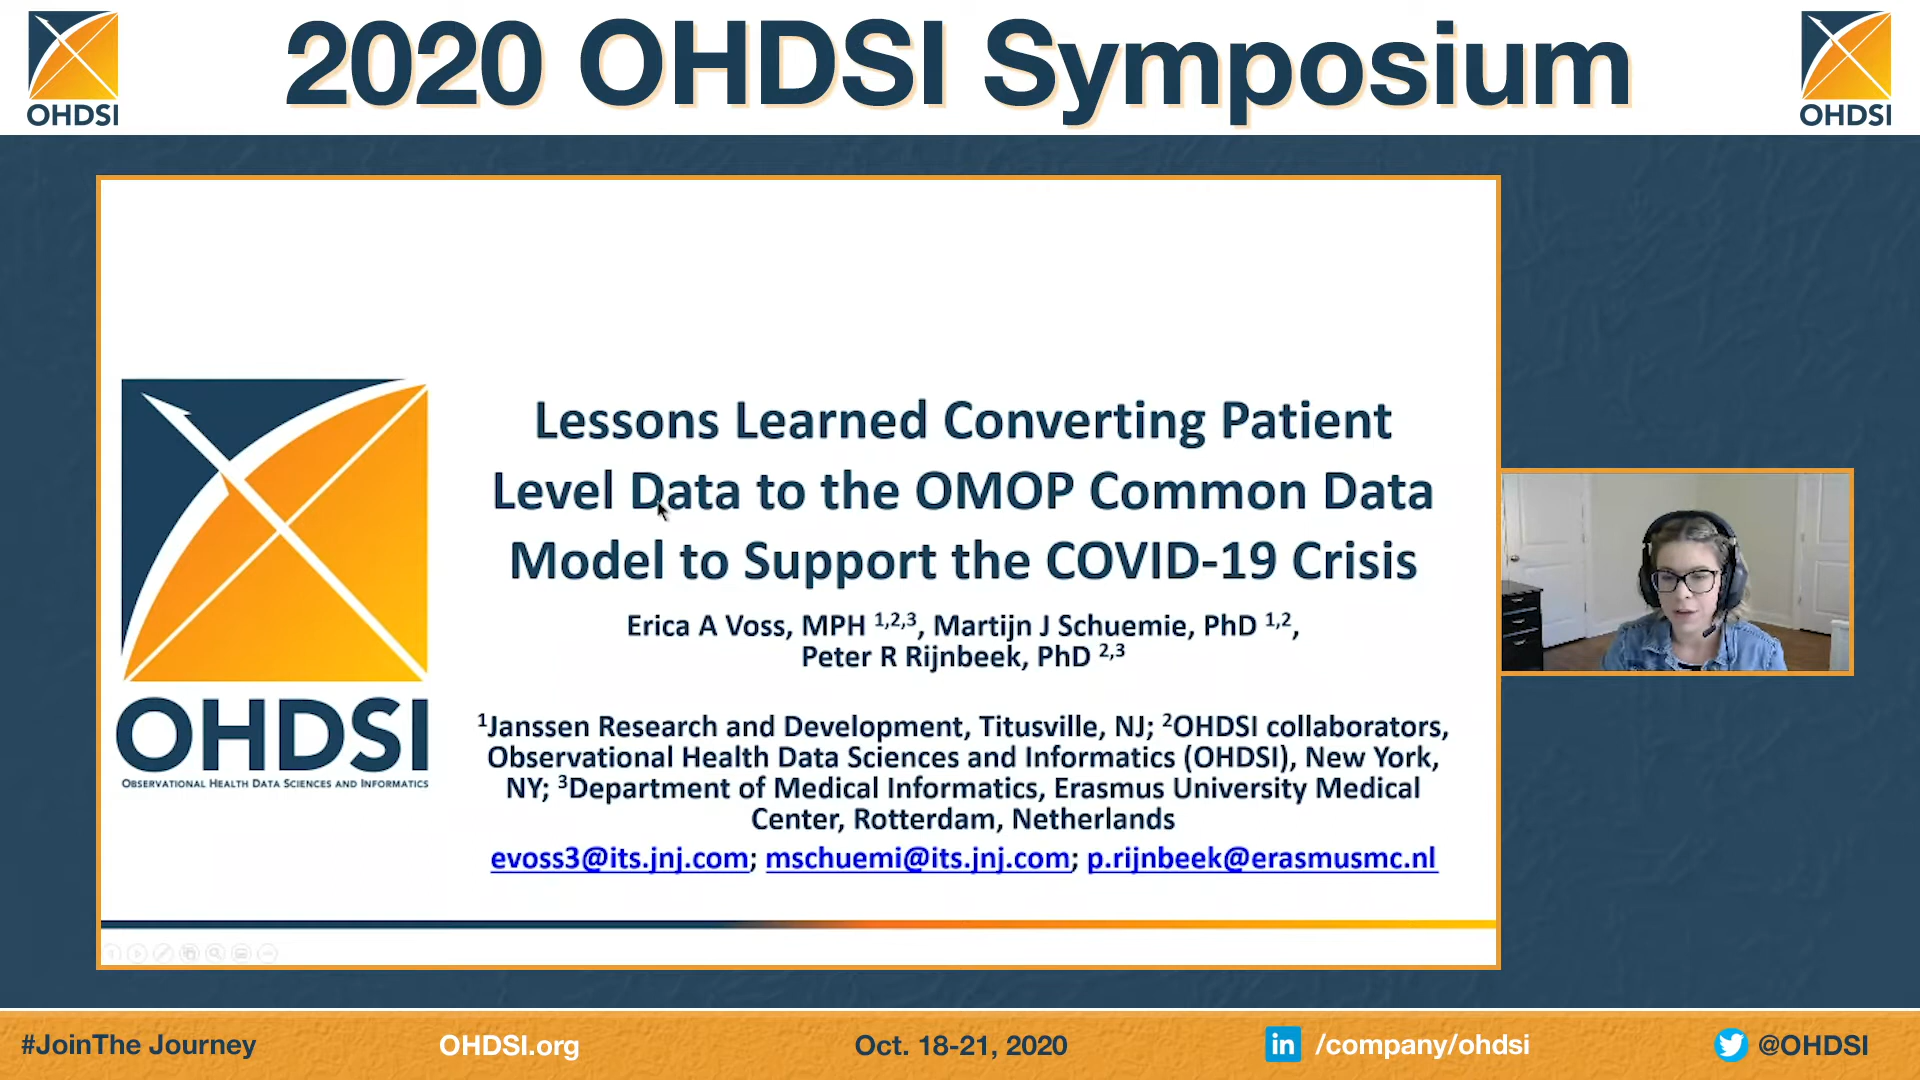 2020 OHDSI Symposium
OHDSI
OHDSI
Lessons Learned Converting Patient
Level Data to the OMOP Common Data
Model to Support the COVID-19 Crisis
Erica A Voss, MPH 1,2,3, Martijn J Schuemie, PhD 1,2,
Peter R Rijnbeek, PhD 2,3
1Janssen Research and Development, Titusville, NJ; 2OHDSI collaborators,
Observational Health Data Sciences and Informatics (OHDSI), New York,
NY; 3Department of Medical Informatics, Erasmus University Medical
Center, Rotterdam, Netherlands
evoss3@its.jnj.com; mschuemi@its.jnj.com; p.rijnbeek@erasmusmc.nl
OHDSI
OBSERVATIONAL HEALTH DATA SCIENCES AND INFORMATICS
#JoinThe Journey
OHDSI.org
Oct. 18-21, 2020
in /company/ohdsi
@OHDSI